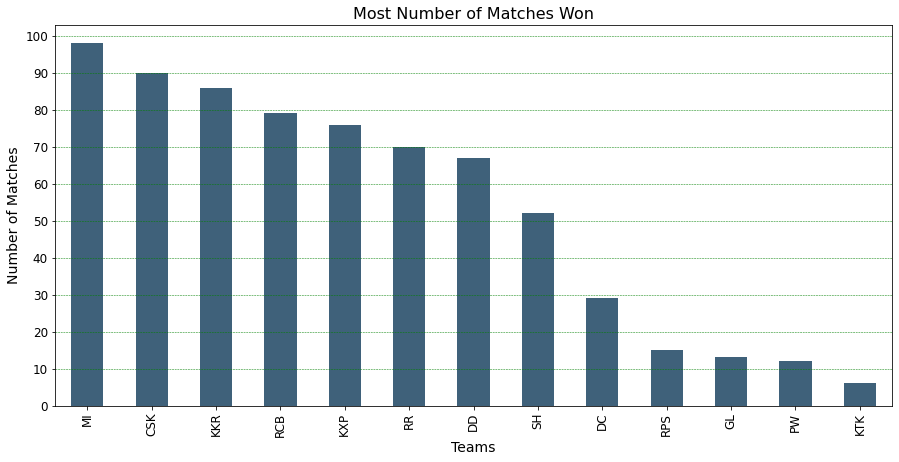 Most Number of Matches Won
Number of Matches
100
90
80
70
60
50
40
30
20
10
0
MI
CSK
KKR
RCB
KXP
RR
DD
SH
DC
RPS
GL
PW
KTK
Teams